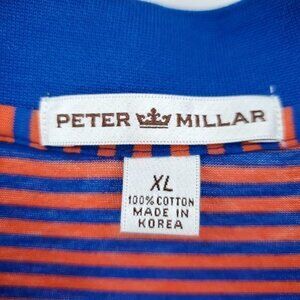 PETER MILLAR
XL
100% COTTON
MADE IN
KOREA